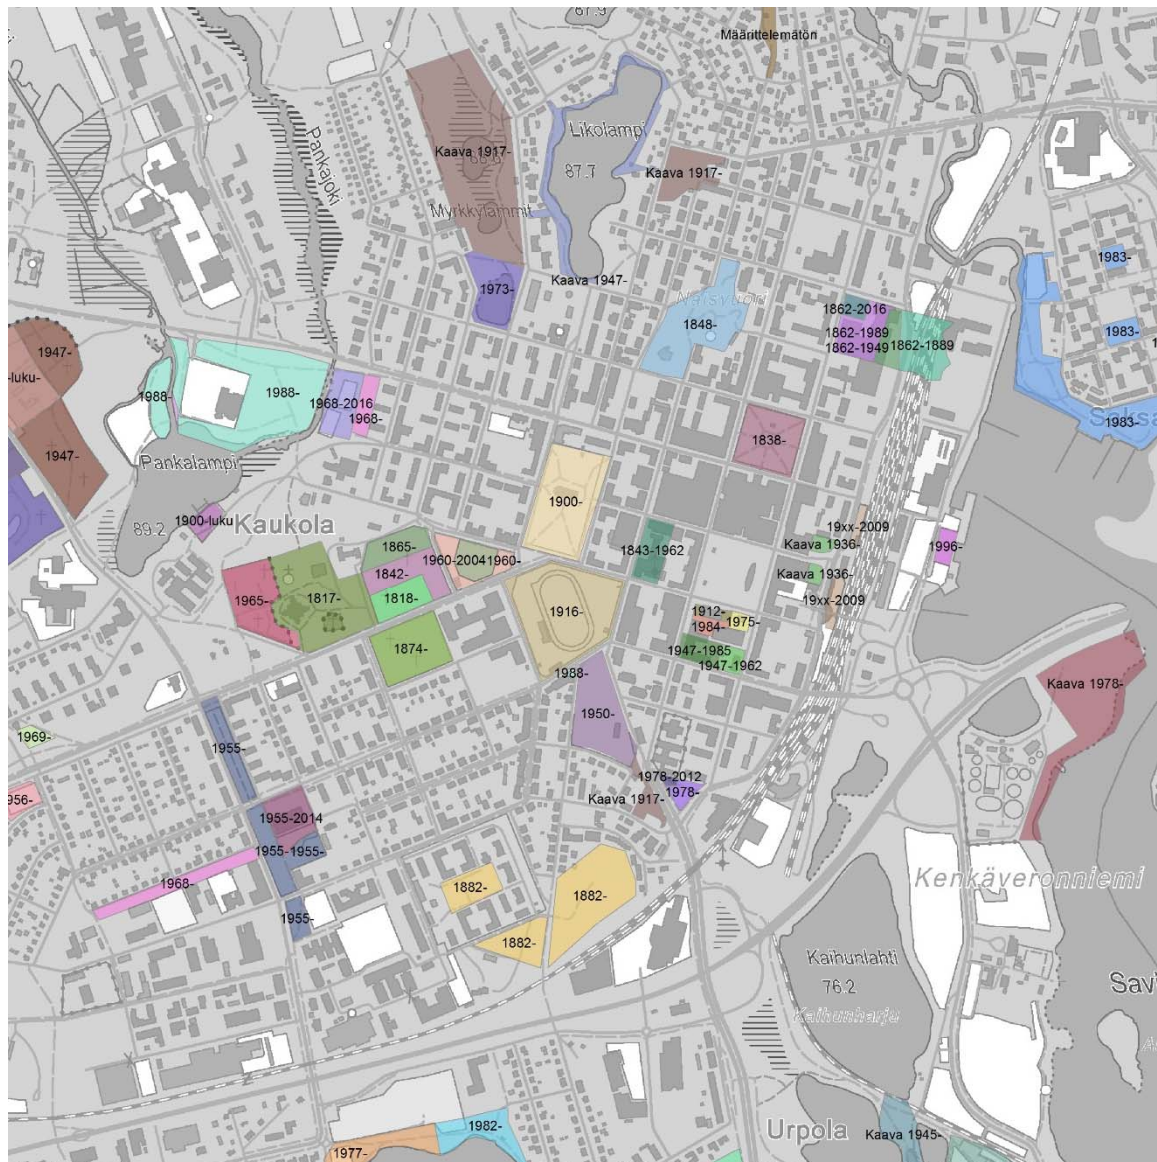 67.9
Määrittelemätön
Pankajoki
Likolampi
Kaava 1917-
87.7
Kaava 1917-
Myrkkylammit
1973-
Kaava 1947-
1983-
Naisvuori
1862-2016
1848-
1862-1989
1983-
1862-1949
1862-1889
1947-
-luku-
1988-
1988-
1968-2016
1968-
1983-
Saksa
1838-
1947-
Pankalampi
1900-
1900-luku
Kaukola
89.2
19xx-2009
1843-1962
Kaava 1936-
1996-
1865-
1960-2004
1960-
1842-
Kaava 1936-
1965-
1817-
1818-
19xx-2009
1916-
1912-
1975-
1984-
1874-
1947-1985
1947-1962
1988-
Kaava 1978-
1950-
1969-
1955-
1978-2012
1978-
Kaava 1917-
956-
1955-2014
1955-
1955-
1968-
1882-
1882-
Kenkäveronniemi
1955-
1882-
Kaihunlahti
76.2
Savi
Kaihunharju
Urpola
Kaava 1945-
1982-
1977-